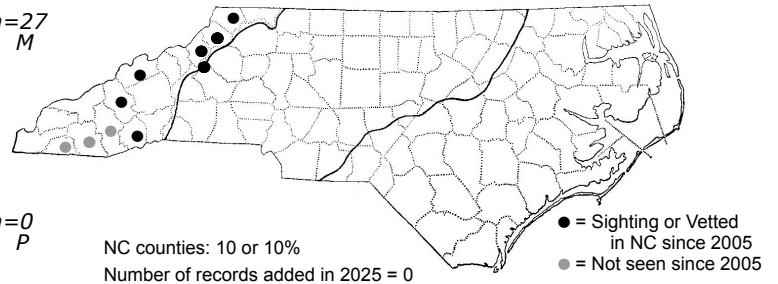 n=27
M
n=0
P
NC counties: 10 or 10%
Number of records added in 2025 = 0
= Sighting or Vetted
in NC since 2005
= Not seen since 2005